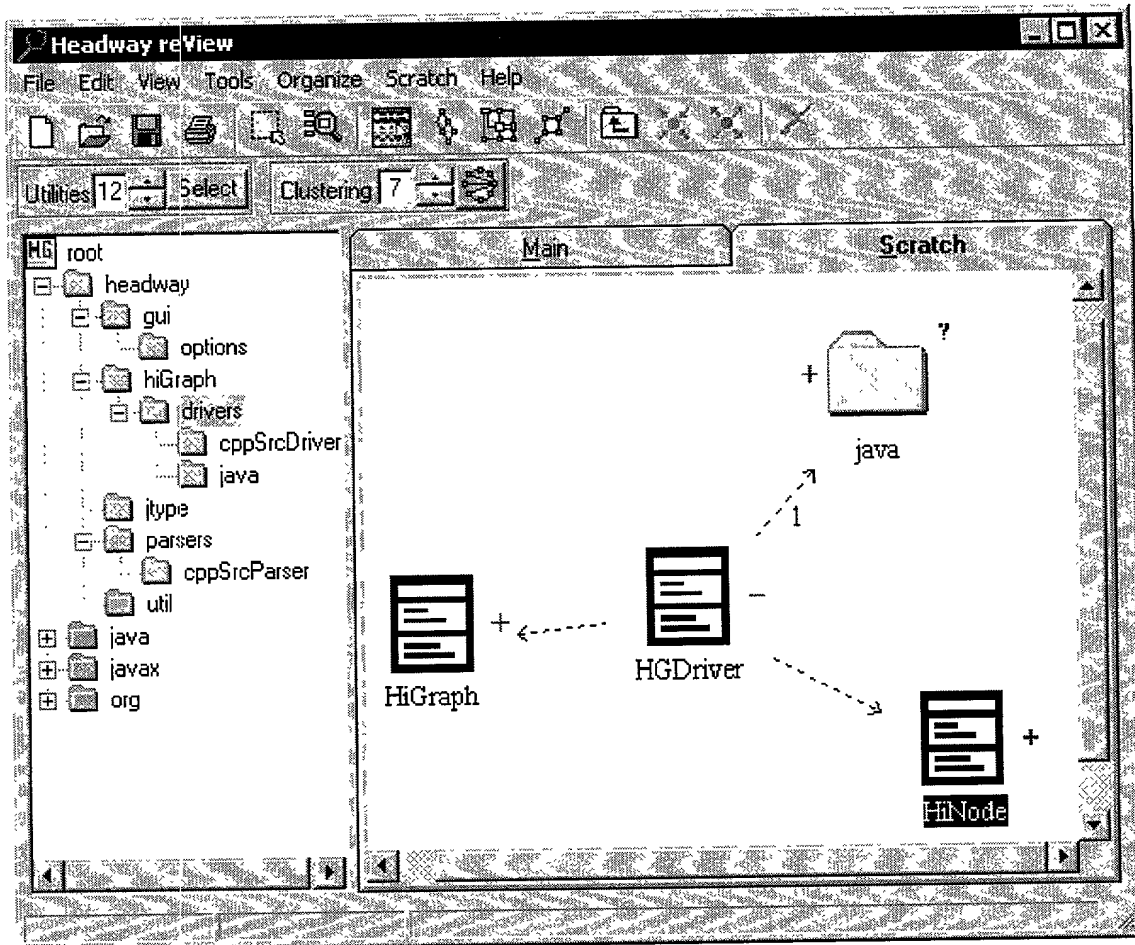 Headway reView
File Edit View Tools Organize Scratch Help
Utilities 12 Select Clustering 7
HG root
headway
gui
options
hiGraph
drivers
cppSrcDriver
java
jtype
parsers
cppSrcParser
util
java
javax
org
Main Scratch
?
+
java
1
+
-
HiGraph
HGDriver
+
HiNode